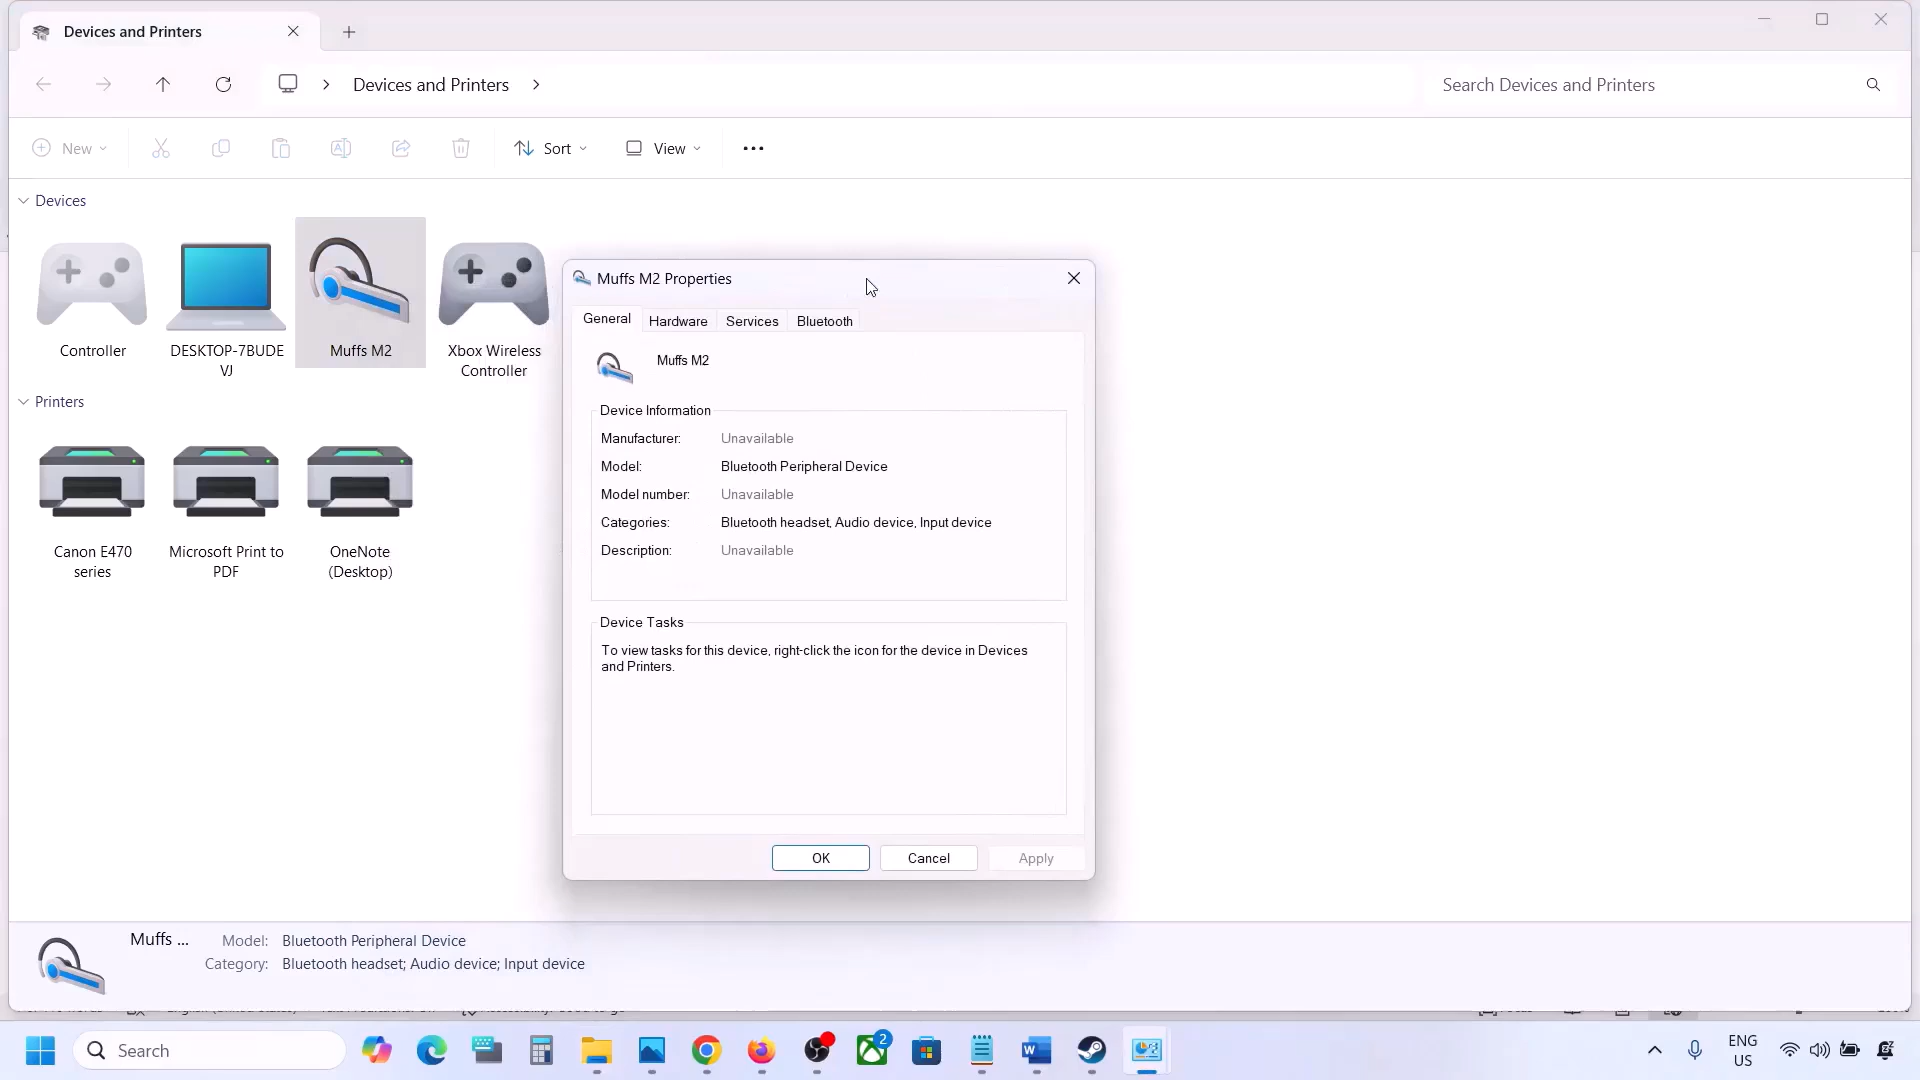 Devices and Printers
Devices and Printers
Search Devices and Printers
New
Sort
View
Devices
Controller
DESKTOP-7BUDE
VJ
Muffs M2
Xbox Wireless
Controller
Printers
Canon E470
series
Microsoft Print to
PDF
OneNote
(Desktop)
Muffs M2 Properties
General
Hardware
Services
Bluetooth
Muffs M2
Device Information
Manufacturer: Unavailable
Model: Bluetooth Peripheral Device
Model number: Unavailable
Categories: Bluetooth headset, Audio device, Input device
Description: Unavailable
Device Tasks
To view tasks for this device, right-click the icon for the device in Devices
and Printers.
OK
Cancel
Apply
Muffs ...
Model: Bluetooth Peripheral Device
Category: Bluetooth headset; Audio device; Input device
Search
2
ENG
US